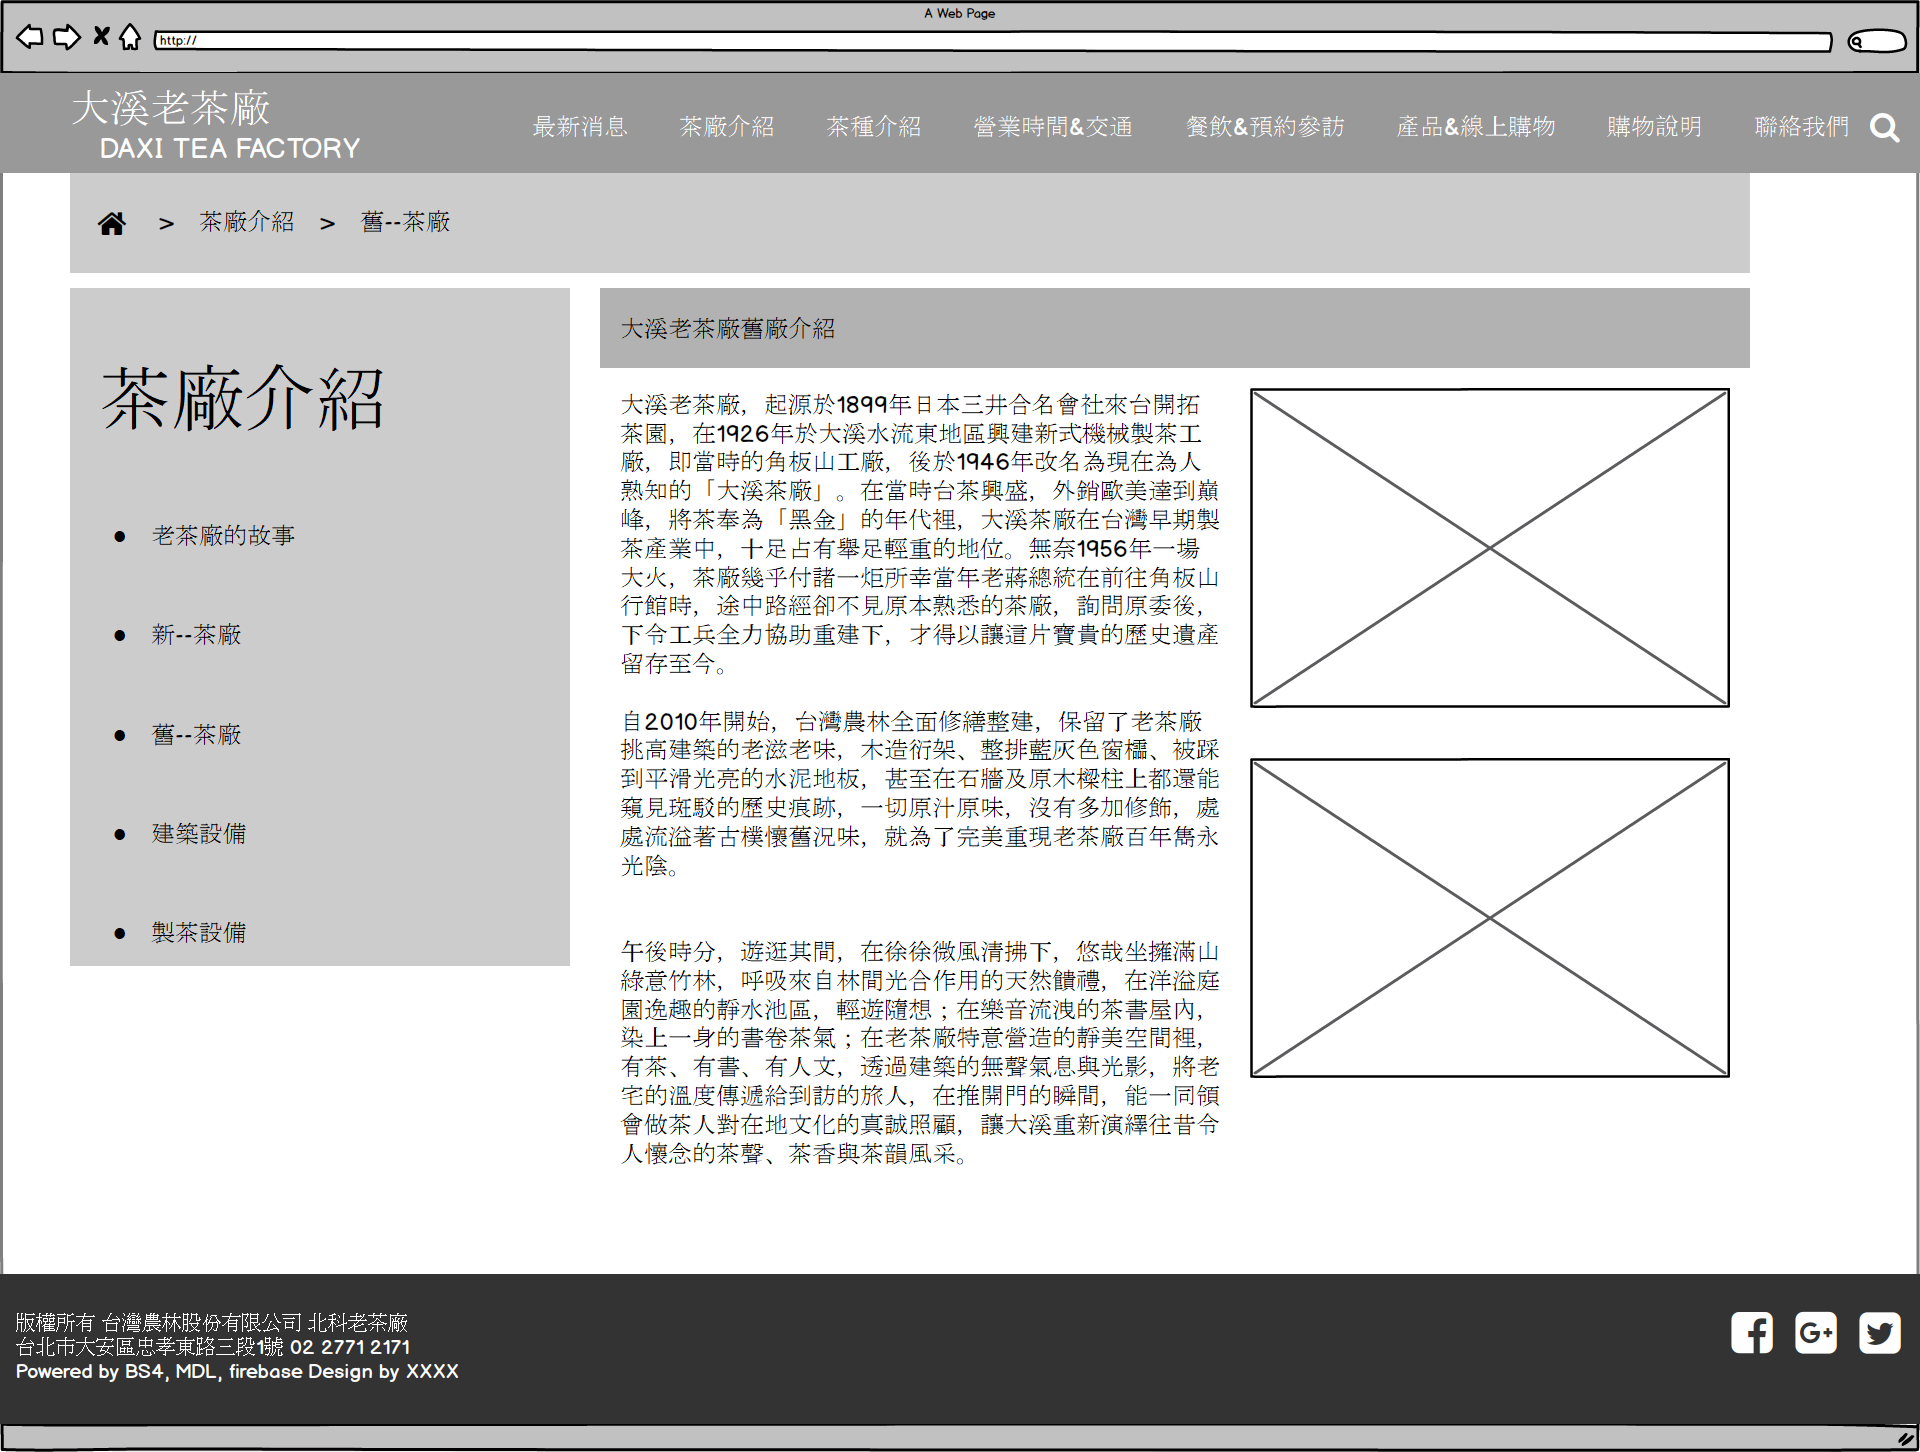 A Web Page
http://
大溪老茶廠
DAXI TEA FACTORY
最新消息 茶廠介紹 茶種介紹 營業時間&交通 餐飲&預約參訪 產品&線上購物 購物說明 聯絡我們
> 茶廠介紹 > 舊--茶廠
茶廠介紹
● 老茶廠的故事
● 新--茶廠
● 舊--茶廠
● 建築設備
● 製茶設備
大溪老茶廠舊廠介紹
大溪老茶廠，起源於1899年日本三井合名會社來台開拓
茶園，在1926年於大溪水流東地區興建新式機械製茶工
廠，即當時的角板山工廠，後於1946年改名為現在為人
熟知的「大溪茶廠」。在當時台茶興盛，外銷歐美達到巔
峰，將茶奉為「黑金」的年代裡，大溪茶廠在台灣早期製
茶產業中，十足占有舉足輕重的地位。無奈1956年一場
大火，茶廠幾乎付諸一炬所幸當年老蔣總統在前往角板山
行館時，途中路經卻不見原本熟悉的茶廠，詢問原委後，
下令工兵全力協助重建下，才得以讓這片寶貴的歷史遺產
留存至今。
自2010年開始，台灣農林全面修繕整建，保留了老茶廠
挑高建築的老滋老味，木造衍架、整排藍灰色窗櫺、被踩
到平滑光亮的水泥地板，甚至在石牆及原木樑柱上都還能
窺見斑駁的歷史痕跡，一切原汁原味，沒有多加修飾，處
處流溢著古樸懷舊況味，就為了完美重現老茶廠百年雋永
光陰。
午後時分，遊逛其間，在徐徐微風清拂下，悠哉坐擁滿山
綠意竹林，呼吸來自林間光合作用的天然饋禮，在洋溢庭
園逸趣的靜水池區，輕遊隨想；在樂音流洩的茶書屋內，
染上一身的書卷茶氣；在老茶廠特意營造的靜美空間裡，
有茶、有書、有人文，透過建築的無聲氣息與光影，將老
宅的溫度傳遞給到訪的旅人，在推開門的瞬間，能一同領
會做茶人對在地文化的真誠照顧，讓大溪重新演繹往昔令
人懷念的茶聲、茶香與茶韻風采。
版權所有 台灣農林股份有限公司 北科老茶廠
台北市大安區忠孝東路三段1號 02 2771 2171
Powered by BS4, MDL, firebase Design by XXXX